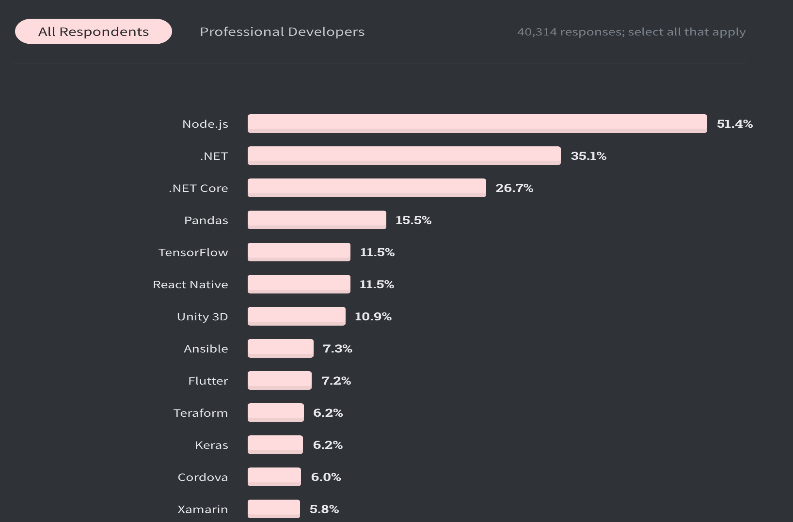 All Respondents Professional Developers 40,314 responses; select all that apply
Node.js 51.4%
.NET 35.1%
.NET Core 26.7%
Pandas 15.5%
TensorFlow 11.5%
React Native 11.5%
Unity 3D 10.9%
Ansible 7.3%
Flutter 7.2%
Teraform 6.2%
Keras 6.2%
Cordova 6.0%
Xamarin 5.8%